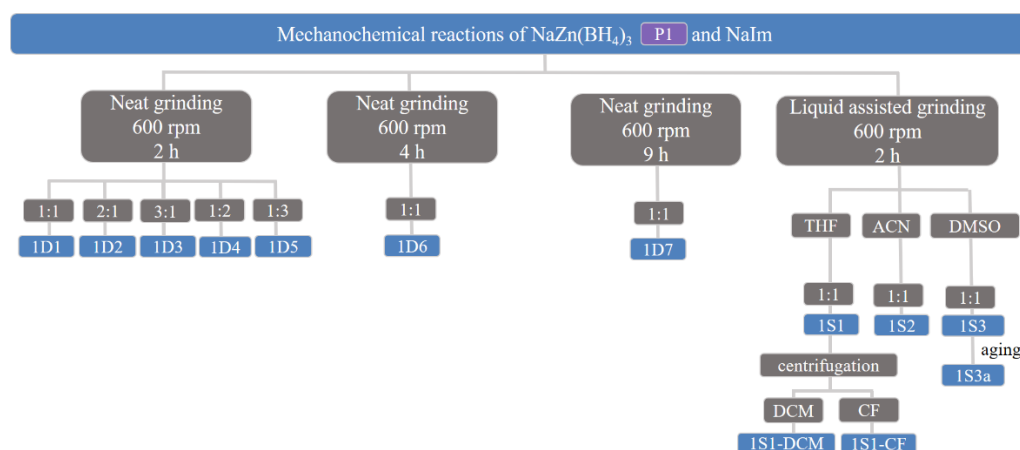 Mechanochemical reactions of NaZn(BH₄)₃ P1 and NaIm
Neat grinding
600 rpm
2 h
Neat grinding
600 rpm
4 h
Neat grinding
600 rpm
9 h
Liquid assisted grinding
600 rpm
2 h
1:1 2:1 3:1 1:2 1:3
1D1 1D2 1D3 1D4 1D5
1:1
1D6
1:1
1D7
THF ACN DMSO
1:1 1:1 1:1
1S1 1S2 1S3
aging
1S3a
centrifugation
DCM CF
1S1-DCM 1S1-CF